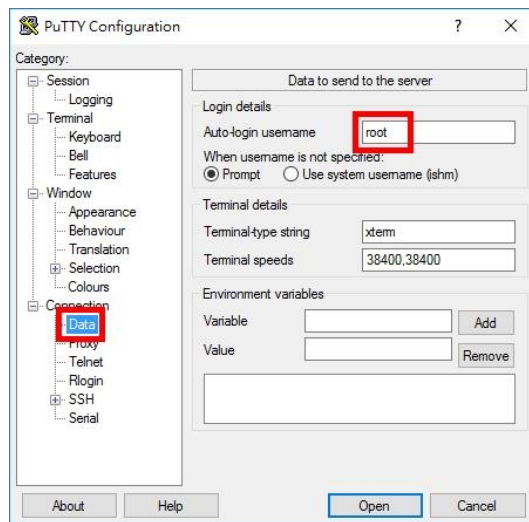 PuTTY Configuration
? X
Category:
Session
Logging
Terminal
Keyboard
Bell
Features
Window
Appearance
Behaviour
Translation
Selection
Colours
Connection
Data
Proxy
Telnet
Rlogin
SSH
Serial
Data to send to the server
Login details
Auto-login username root
When username is not specified:
Prompt Use system username (ishm)
Terminal details
Terminal-type string xterm
Terminal speeds 38400,38400
Environment variables
Variable Add
Value Remove
About Help Open Cancel